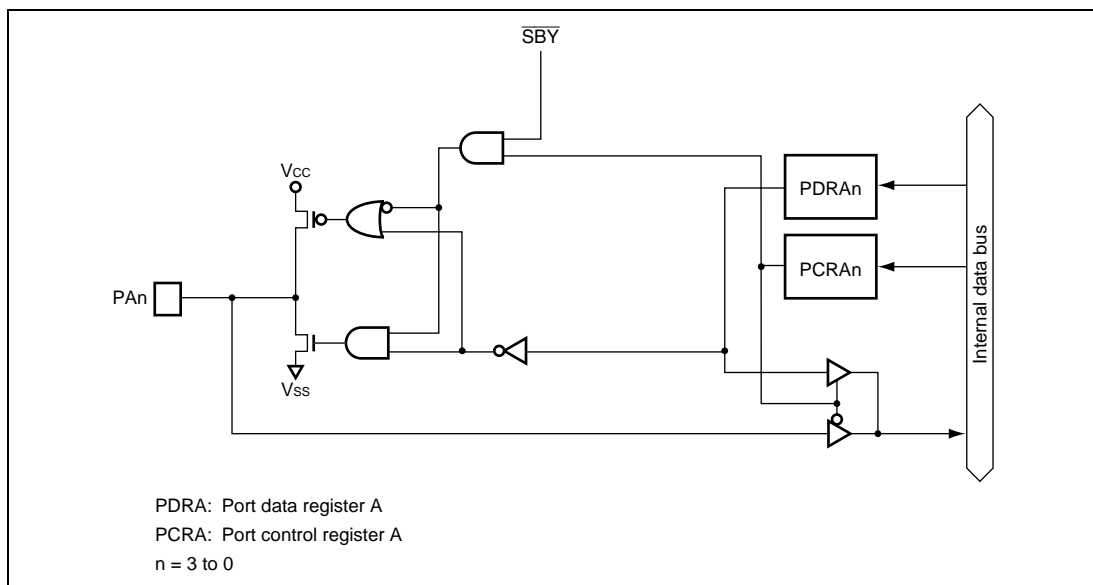 SBY
VCC
PDRAn
PCRAn
PAn
VSS
Internal data bus
PDRA: Port data register A
PCRA: Port control register A
n = 3 to 0